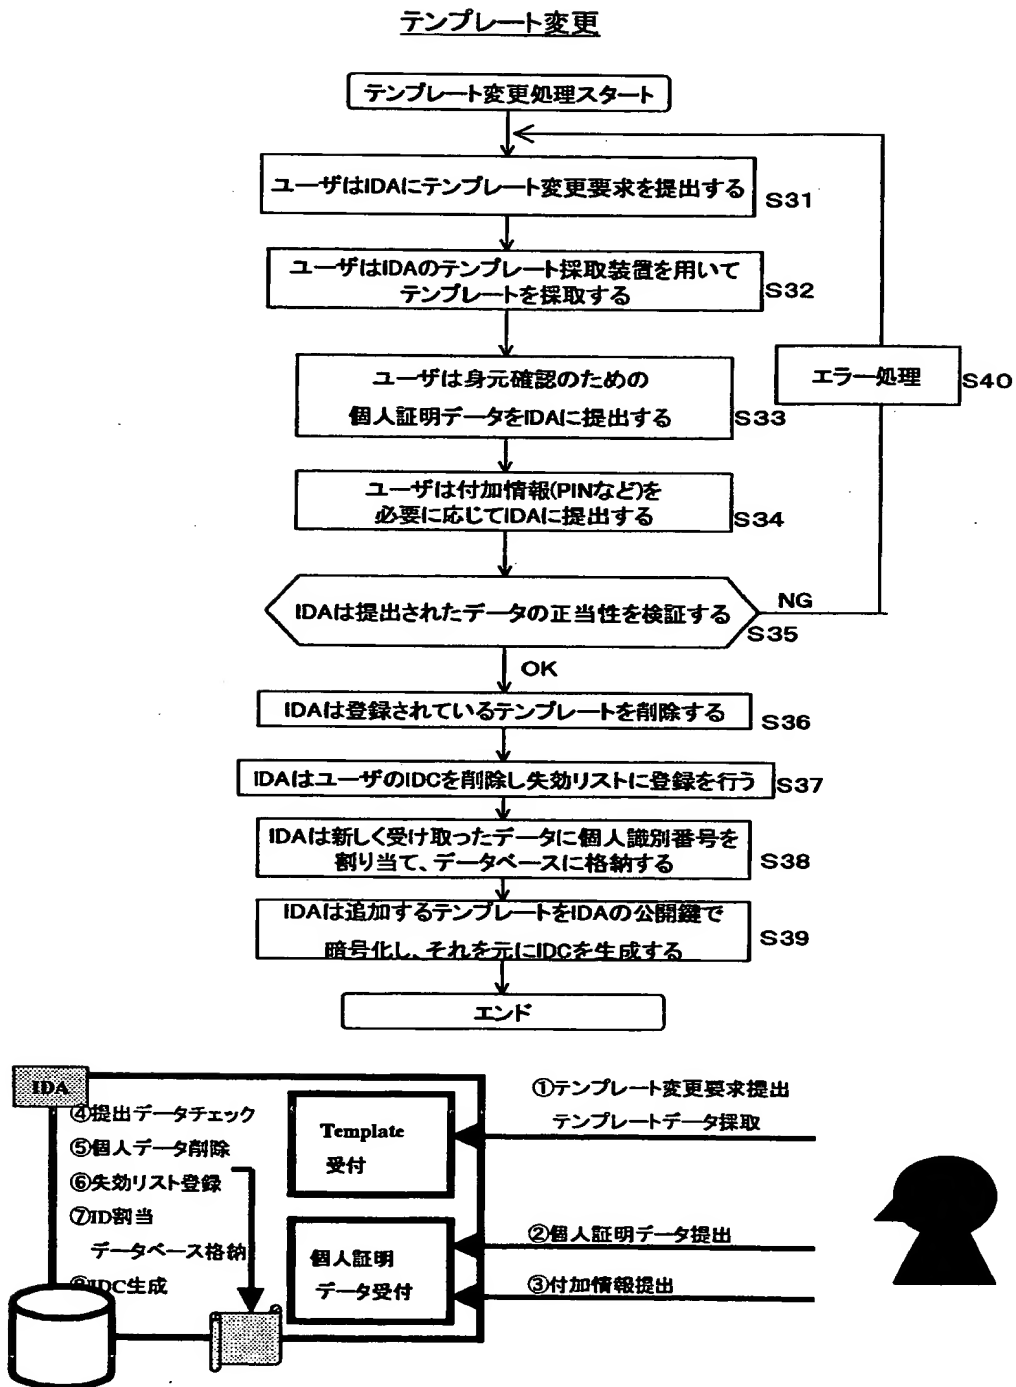 テンプレート変更
テンプレート変更処理スタート
ユーザはIDAにテンプレート変更要求を提出する
S31
ユーザはIDAのテンプレート採取装置を用いて
テンプレートを採取する
S32
ユーザは身元確認のための
個人証明データをIDAに提出する
S33
エラー処理
S40
ユーザは付加情報(PINなど)を
必要に応じてIDAに提出する
S34
IDAは提出されたデータの正当性を検証する
NG
S35
OK
IDAは登録されているテンプレートを削除する
S36
IDAはユーザのIDCを削除し失効リストに登録を行う
S37
IDAは新しく受け取ったデータに個人識別番号を
割り当て、データベースに格納する
S38
IDAは追加するテンプレートをIDAの公開鍵で
暗号化し、それを元にIDCを生成する
S39
エンド
IDA
④提出データチェック
⑤個人データ削除
⑥失効リスト登録
⑦ID割当
データベース格納
⑧IDC生成
Template
受付
個人証明
データ受付
①テンプレート変更要求提出
テンプレートデータ採取
②個人証明データ提出
③付加情報提出